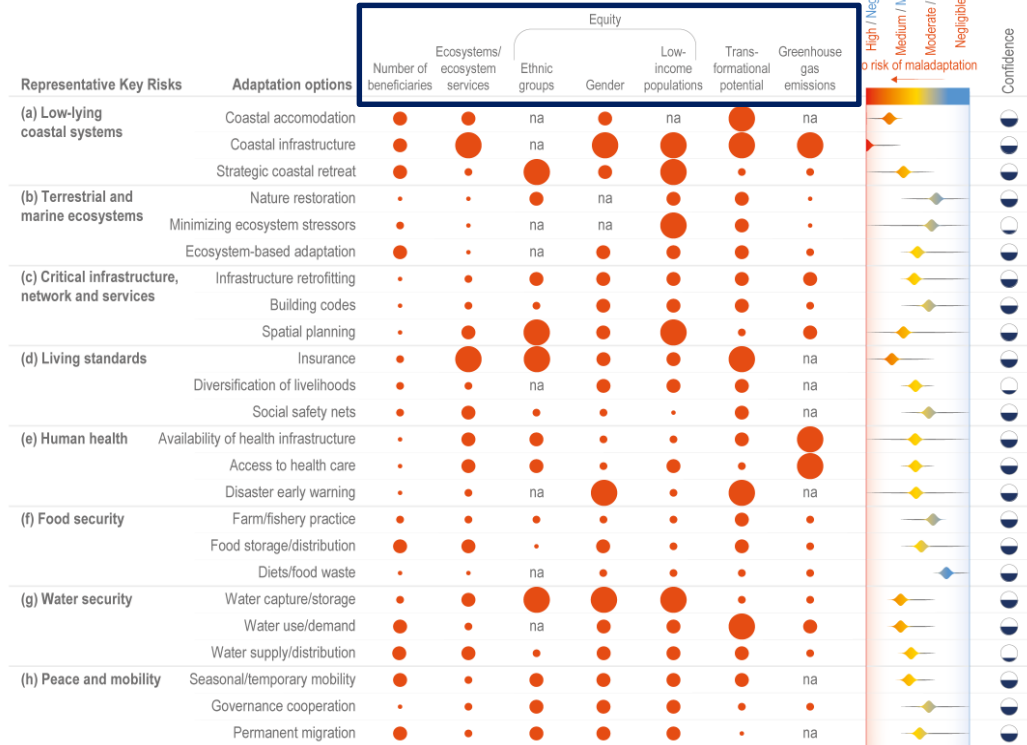 Equity
Number of beneficiaries
Ecosystems/ ecosystem services
Ethnic groups
Gender
Low- income populations
Trans- formational potential
Greenhouse gas emissions
High / Neg
Medium /
Moderate /
Negligible
o risk of maladaptation
Confidence
Representative Key Risks Adaptation options
(a) Low-lying coastal systems
Coastal accomodation na na na
Coastal infrastructure na
Strategic coastal retreat
(b) Terrestrial and marine ecosystems
Nature restoration na
Minimizing ecosystem stressors na na
Ecosystem-based adaptation na
(c) Critical infrastructure, network and services
Infrastructure retrofitting
Building codes
Spatial planning
(d) Living standards
Insurance na
Diversification of livelihoods na na
Social safety nets na
(e) Human health
Availability of health infrastructure
Access to health care
Disaster early warning na na
(f) Food security
Farm/fishery practice
Food storage/distribution
Diets/food waste na
(g) Water security
Water capture/storage
Water use/demand na
Water supply/distribution
(h) Peace and mobility
Seasonal/temporary mobility na
Governance cooperation
Permanent migration na